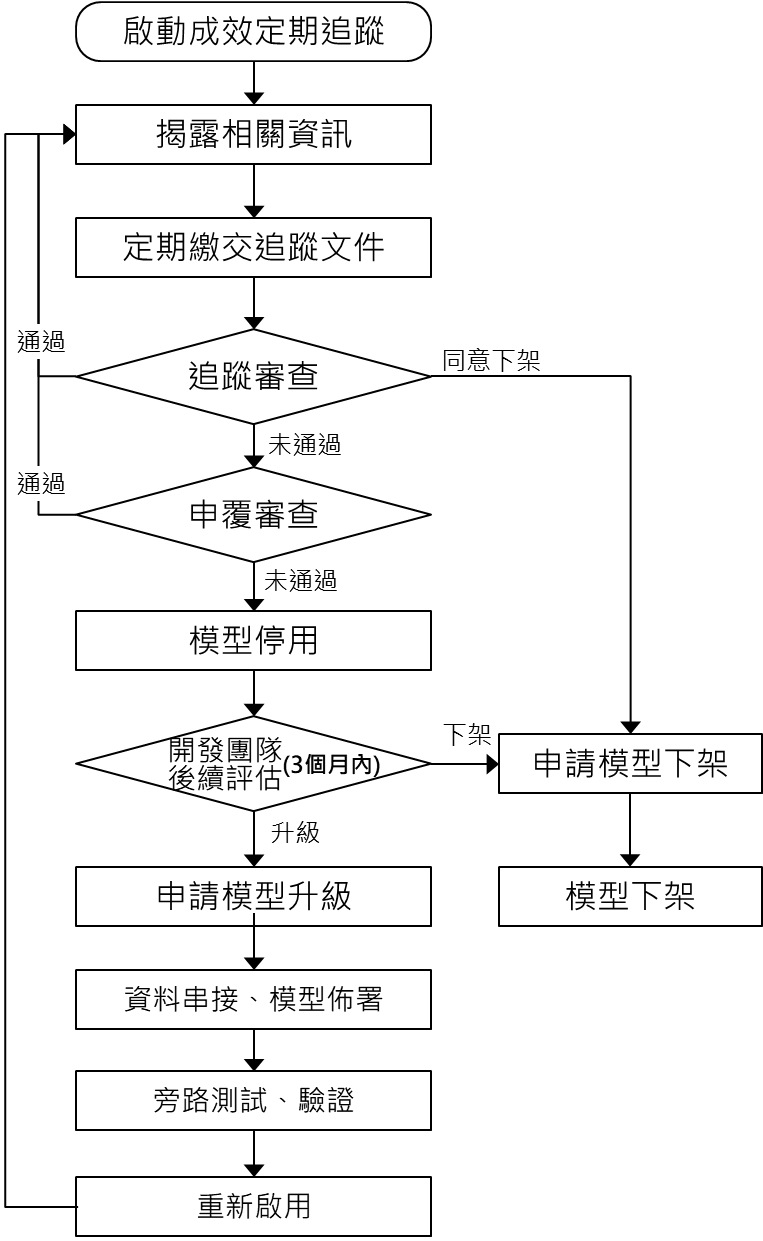 啟動成效定期追蹤
揭露相關資訊
定期繳交追蹤文件
通過
追蹤審查
同意下架
未通過
通過
申覆審查
未通過
模型停用
開發團隊
後續評估(3個月內)
下架
申請模型下架
升級
申請模型升級
模型下架
資料串接、模型佈署
旁路測試、驗證
重新啟用